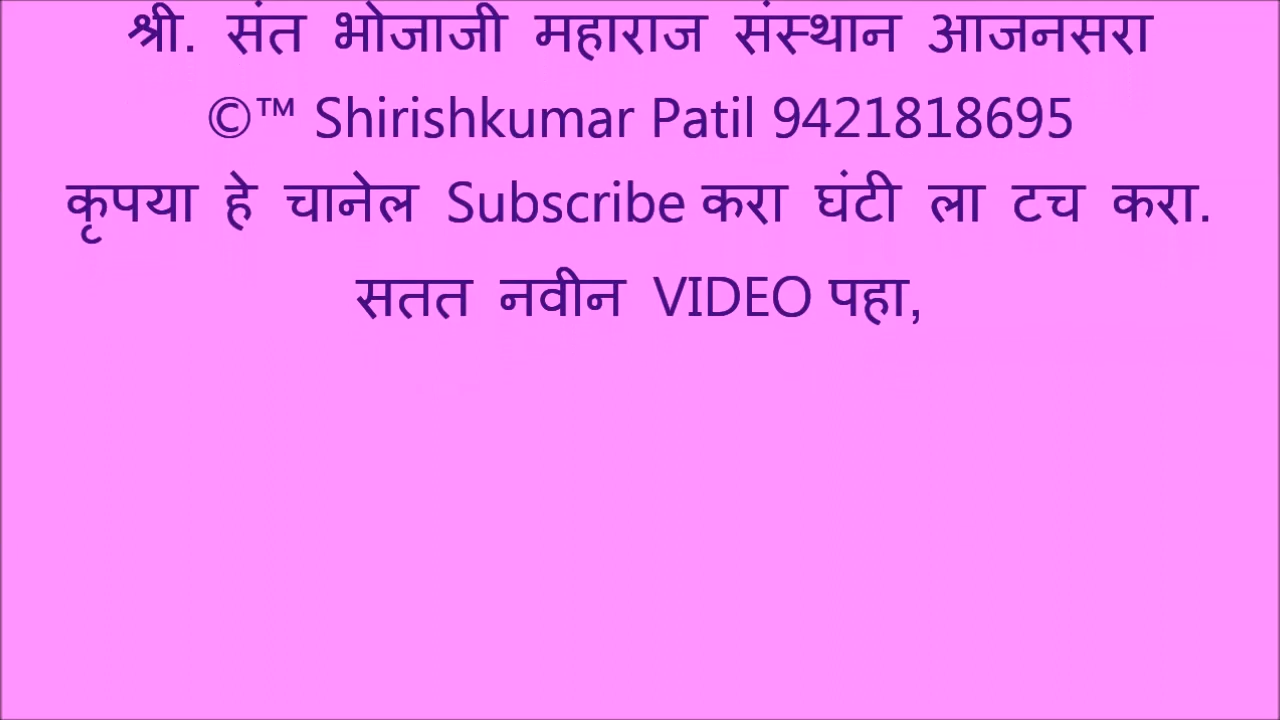 श्री. संत भोजाजी महाराज संस्थान आजनसरा
©™ Shirishkumar Patil 9421818695
कृपया हे चानेल Subscribe करा घंटी ला टच करा.
सतत नवीन VIDEO पहा,